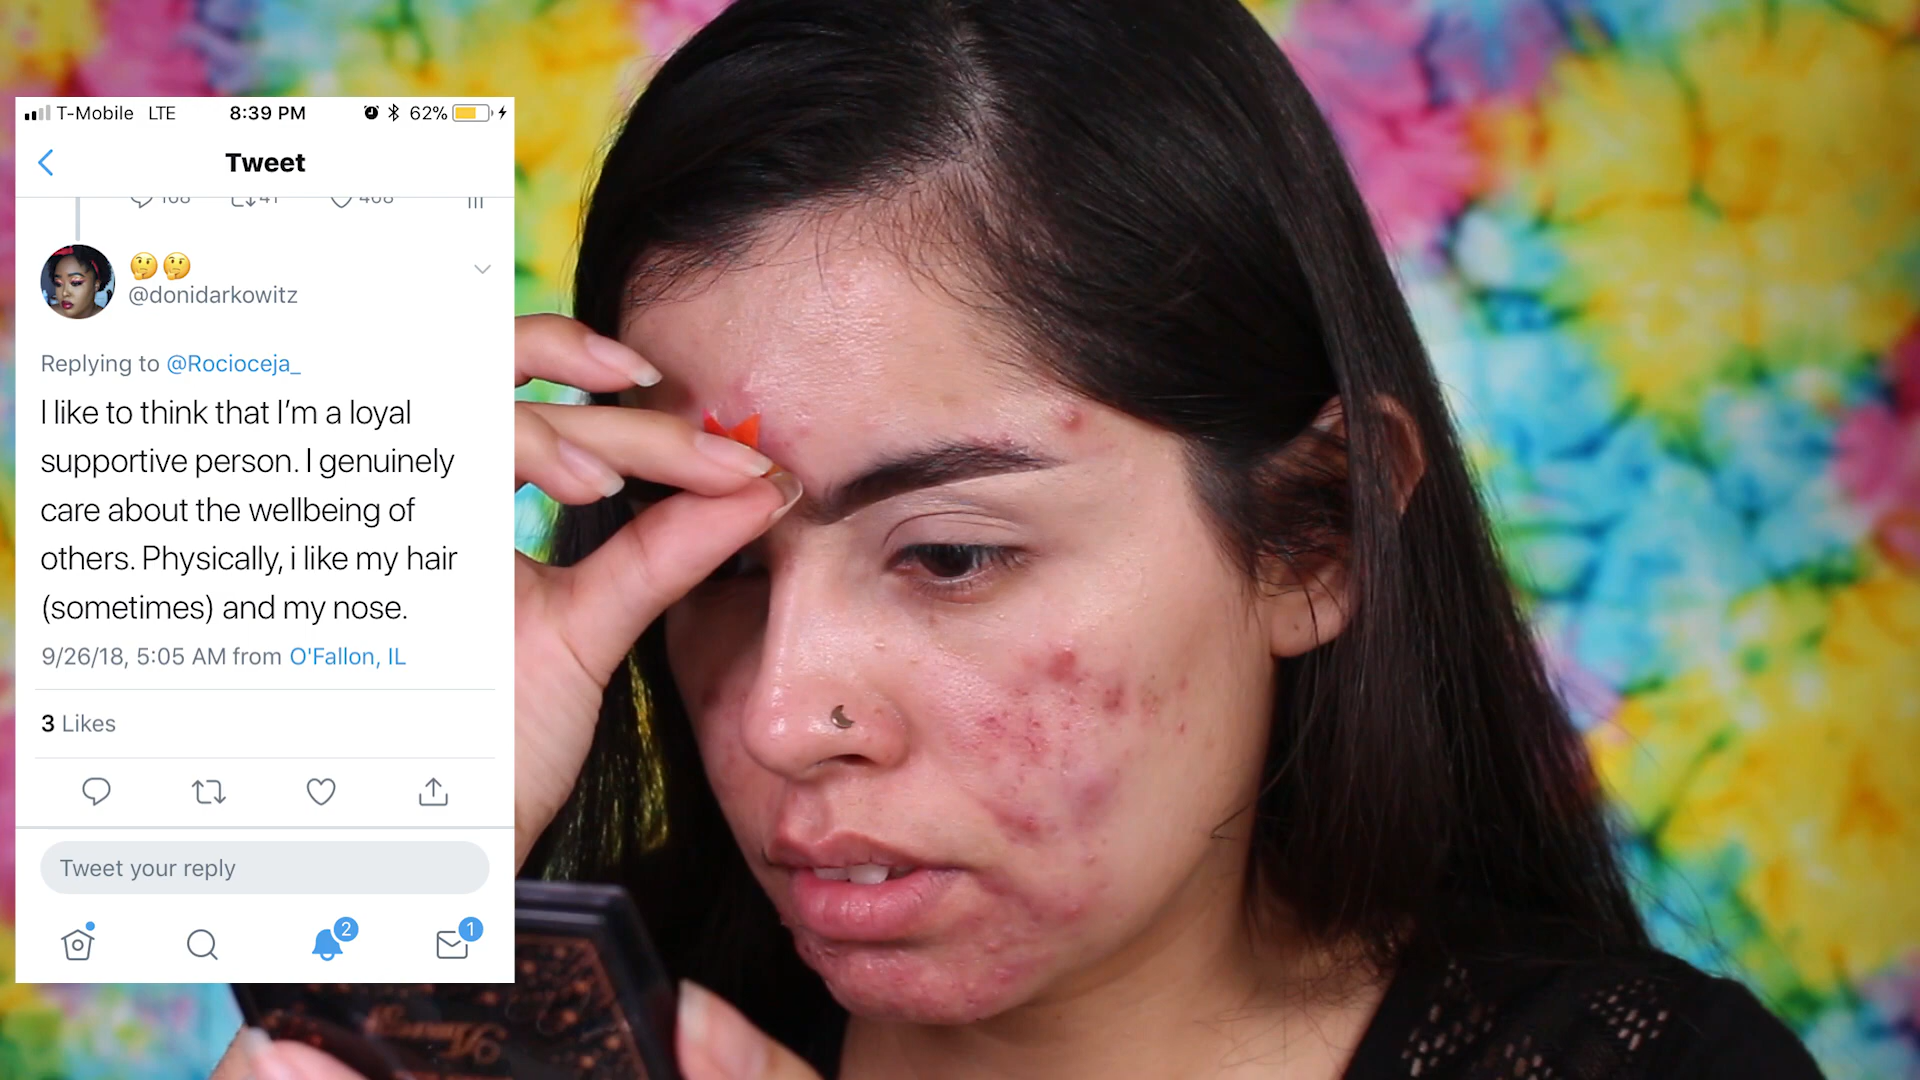 T-Mobile LTE 8:39 PM 62%
Tweet
@donidarkowitz
Replying to @Rocioceja_
I like to think that I'm a loyal
supportive person. I genuinely
care about the wellbeing of
others. Physically, i like my hair
(sometimes) and my nose.
9/26/18, 5:05 AM from O'Fallon, IL
3 Likes
Tweet your reply
2 1